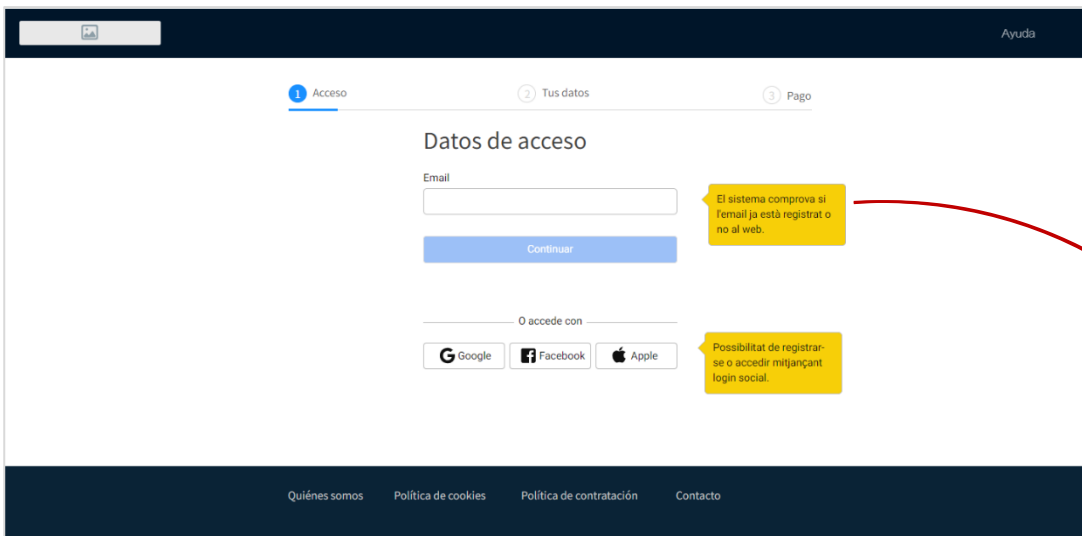 Ayuda
1 Acceso
2 Tus datos
3 Pago
Datos de acceso
Email
El sistema comprova si
l'email ja està registrat o
no al web.
Continuar
O accede con
Google
Facebook
Apple
Possibilitat de registrar-
se o accedir mitjançant
login social.
Quiénes somos
Política de cookies
Política de contratación
Contacto